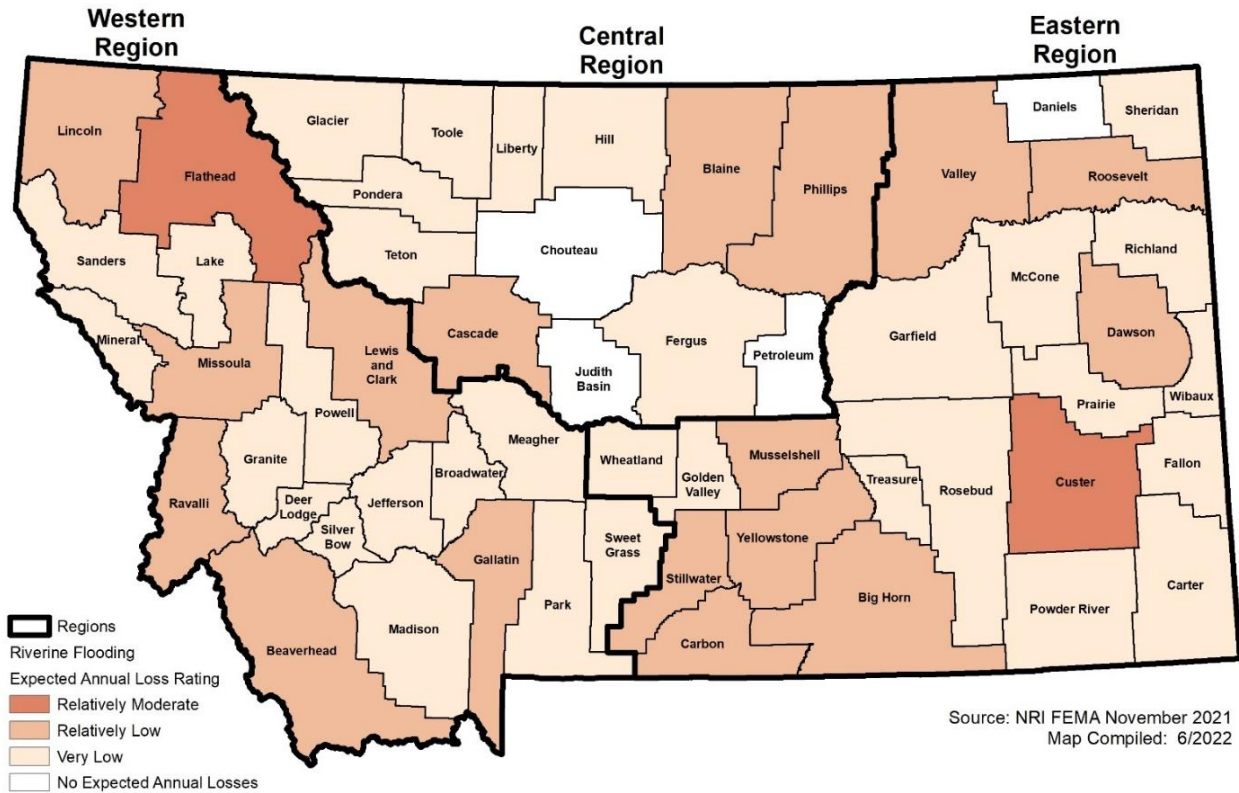 Western
Region
Central
Region
Eastern
Region
Lincoln
Flathead
Glacier
Toole
Liberty
Hill
Blaine
Phillips
Valley
Daniels
Sheridan
Roosevelt
Pondera
Teton
Chouteau
Sanders
Lake
Richland
McCone
Garfield
Dawson
Mineral
Missoula
Lewis
and
Clark
Cascade
Judith
Basin
Fergus
Petroleum
Prairie
Wibaux
Powell
Granite
Meagher
Broadwater
Wheatland
Golden
Valley
Musselshell
Treasure
Rosebud
Custer
Fallon
Ravalli
Deer
Lodge
Jefferson
Silver
Bow
Gallatin
Sweet
Grass
Yellowstone
Stillwater
Park
Big Horn
Powder River
Carter
Beaverhead
Madison
Carbon
Regions
Riverine Flooding
Expected Annual Loss Rating
Relatively Moderate
Relatively Low
Very Low
No Expected Annual Losses
Source: NRI FEMA November 2021
Map Compiled: 6/2022